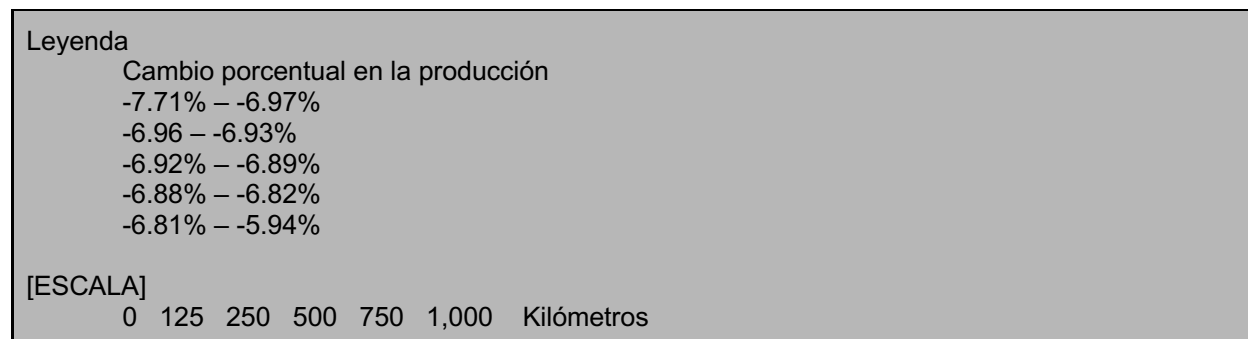 Leyenda
Cambio porcentual en la producción
-7.71% – -6.97%
-6.96 – -6.93%
-6.92% – -6.89%
-6.88% – -6.82%
-6.81% – -5.94%
[ESCALA]
0 125 250 500 750 1,000 Kilómetros